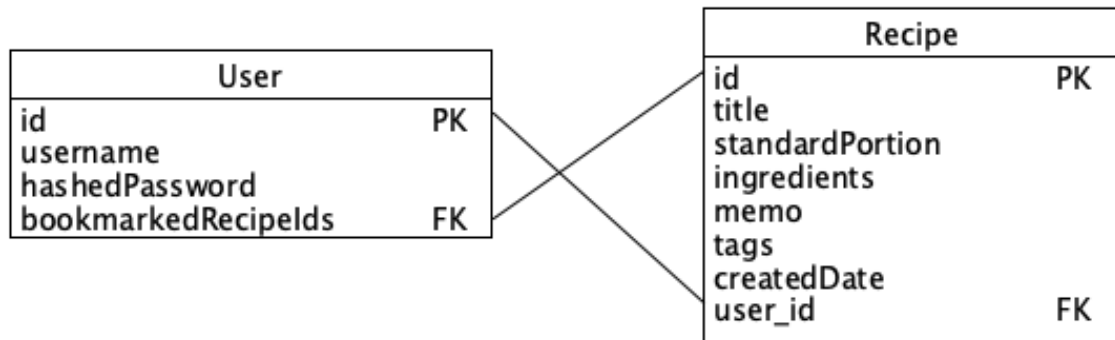 User
id PK
username
hashedPassword
bookmarkedRecipeIds FK
Recipe
id PK
title
standardPortion
ingredients
memo
tags
createdDate
user_id FK